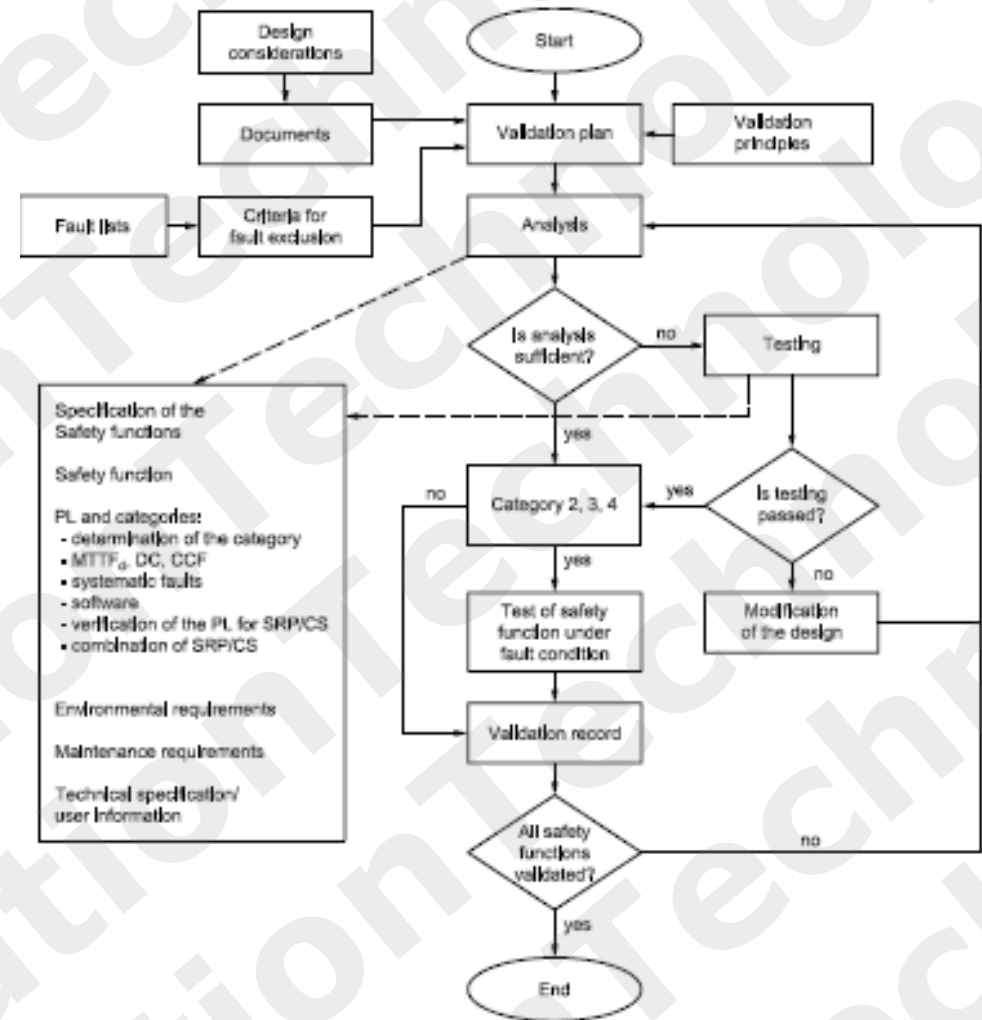 Design
considerations
Start
Documents
Validation plan
Validation
principles
Fault lists
Criteria for
fault exclusion
Analysis
Is analysis
sufficient?
no
Testing
yes
Specification of the
Safety functions
Safety function
PL and categories:
- determination of the category
- MTTFd, DC, CCF
- systematic faults
- software
- verification of the PL for SRP/CS
- combination of SRP/CS
Environmental requirements
Maintenance requirements
Technical specification/
user information
no
Category 2, 3, 4
yes
Is testing
passed?
yes
no
Test of safety
function under
fault condition
Modification
of the design
Validation record
All safety
functions
validated?
no
yes
End